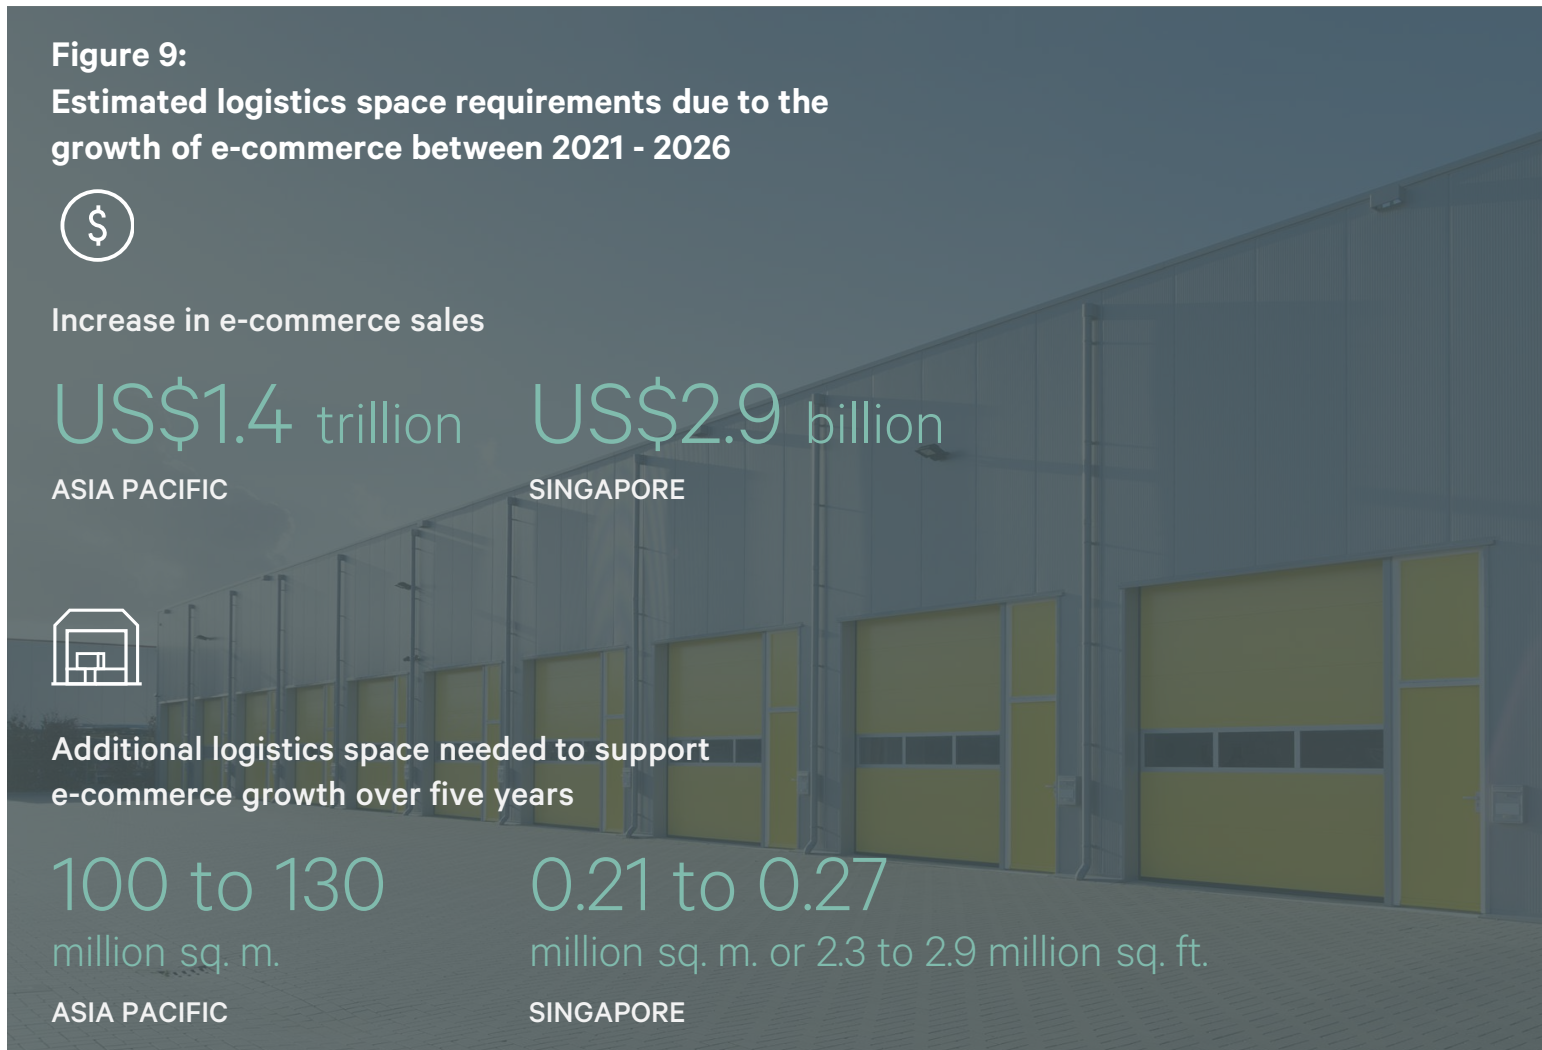 Figure 9:
Estimated logistics space requirements due to the
growth of e-commerce between 2021 - 2026
$
Increase in e-commerce sales
US$1.4 trillion US$2.9 billion
ASIA PACIFIC SINGAPORE
Additional logistics space needed to support
e-commerce growth over five years
100 to 130 0.21 to 0.27
million sq. m. million sq. m. or 2.3 to 2.9 million sq. ft.
ASIA PACIFIC SINGAPORE